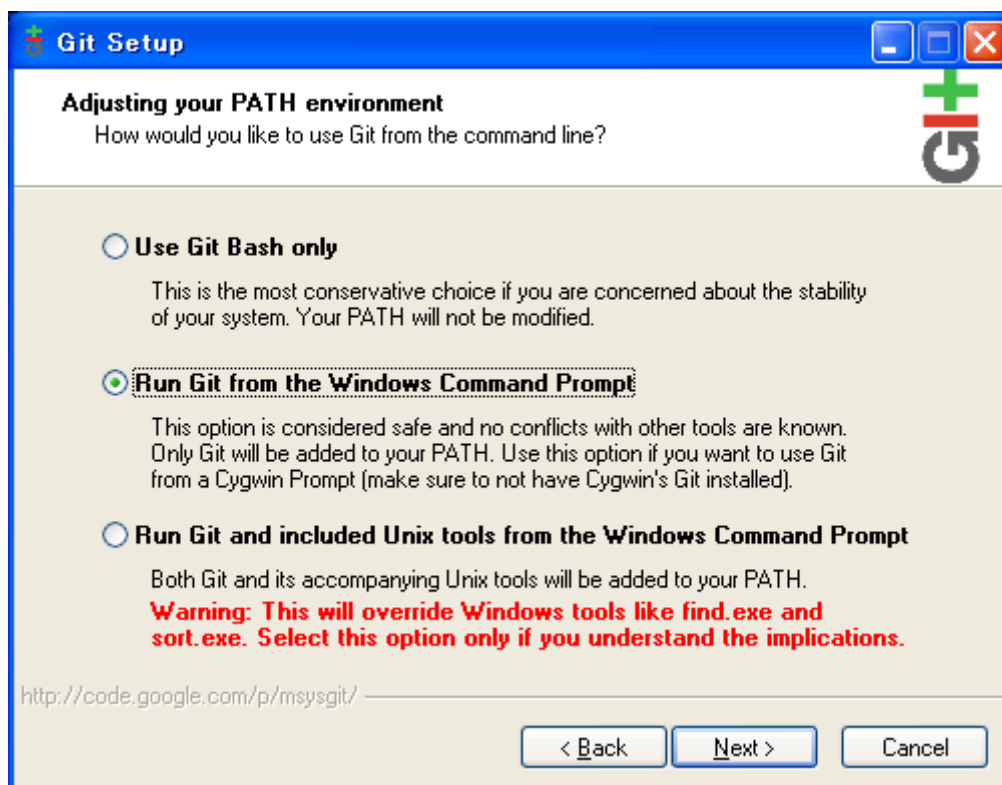 Git Setup
Adjusting your PATH environment
How would you like to use Git from the command line?
GIT
Use Git Bash only
This is the most conservative choice if you are concerned about the stability
of your system. Your PATH will not be modified.
Run Git from the Windows Command Prompt
This option is considered safe and no conflicts with other tools are known.
Only Git will be added to your PATH. Use this option if you want to use Git
from a Cygwin Prompt (make sure to not have Cygwin's Git installed).
Run Git and included Unix tools from the Windows Command Prompt
Both Git and its accompanying Unix tools will be added to your PATH.
Warning: This will override Windows tools like find.exe and
sort.exe. Select this option only if you understand the implications.
http://code.google.com/p/msysgit/
< Back Next > Cancel